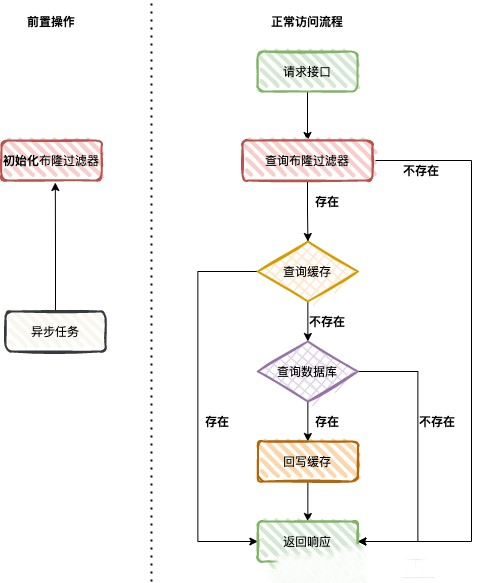 前置操作
正常访问流程
请求接口
初始化布隆过滤器
查询布隆过滤器
不存在
存在
查询缓存
不存在
异步任务
查询数据库
存在
存在
不存在
回写缓存
返回响应